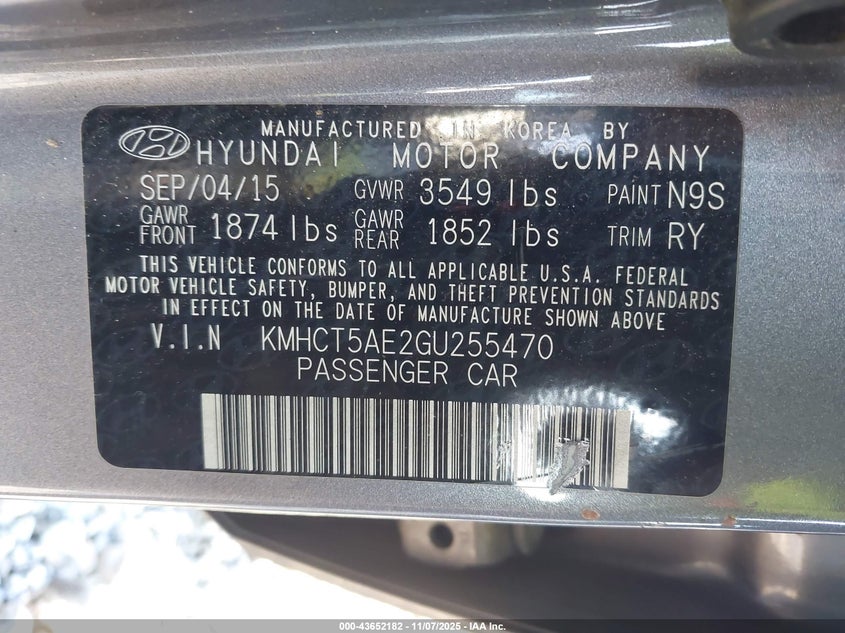 MANUFACTURED IN KOREA BY
HYUNDAI MOTOR COMPANY
SEP/04/15 GVWR 3549 lbs PAINT N9S
GAWR FRONT 1874 lbs GAWR REAR 1852 lbs TRIM RY
THIS VEHICLE CONFORMS TO ALL APPLICABLE U.S.A. FEDERAL
MOTOR VEHICLE SAFETY, BUMPER, AND THEFT PREVENTION STANDARDS
IN EFFECT ON THE DATE OF MANUFACTURE SHOWN ABOVE
V.I.N KMHCT5AE2GU255470
PASSENGER CAR
000-43652182 - 11/07/2025 - IAA Inc.